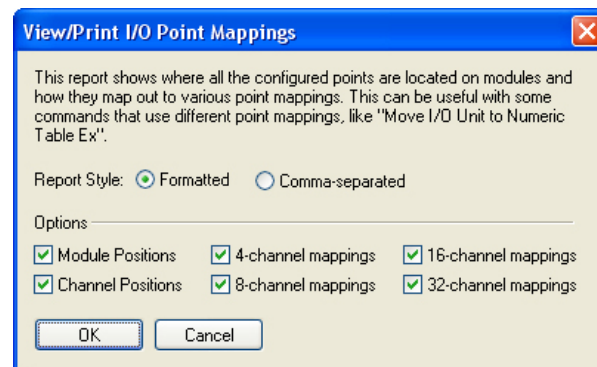 View/Print I/O Point Mappings
This report shows where all the configured points are located on modules and
how they map out to various point mappings. This can be useful with some
commands that use different point mappings, like "Move I/O Unit to Numeric
Table Ex".
Report Style: Formatted Comma-separated
Options
Module Positions 4-channel mappings 16-channel mappings
Channel Positions 8-channel mappings 32-channel mappings
OK Cancel